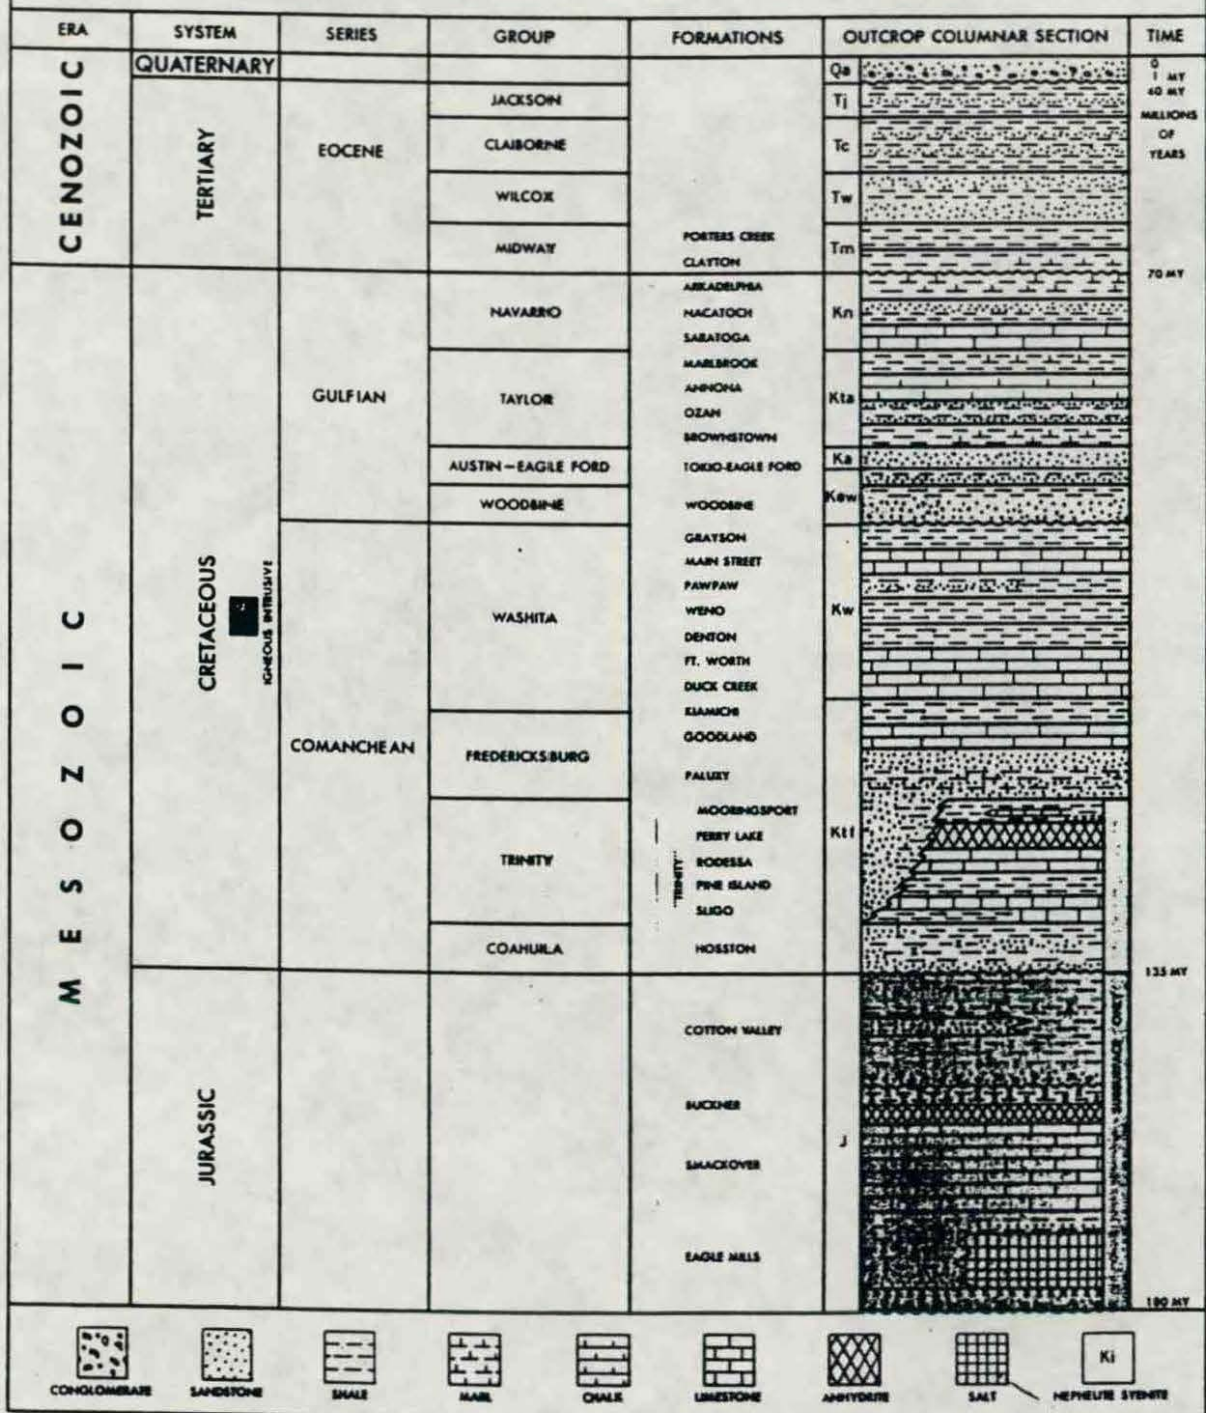 ERA SYSTEM SERIES GROUP FORMATIONS OUTCROP COLUMNAR SECTION TIME
CENOZOIC
QUATERNARY Qa 0
1 MY
JACKSON Tj 60 MY
MILLIONS
OF
YEARS
TERTIARY
EOCENE
CLAIBORNE Tc
WILCOX Tw
MIDWAY PORTERS CREEK Tm
CLAYTON
70 MY
MESOZOIC
CRETACEOUS
IGNEOUS INTRUSIVE
GULFIAN
NAVARRO Kn
ARKADELPHIA
NACATOCH
SARATOGA
TAYLOR Kta
MARLBROOK
ANNONA
OZAN
BROWNSTOWN
AUSTIN-EAGLE FORD TOKIO-EAGLE FORD Ka
WOODBINE WOODBINE Kew
COMANCHEAN
WASHITA Kw
GRAYSON
MAIN STREET
PAWPAW
WENO
DENTON
FT. WORTH
DUCK CREEK
FREDERICKSBURG
KIAMICHI
GOODLAND
PALUXY
TRINITY Ktf
"TRINITY"
MOORINGSPORT
FERRY LAKE
RODESSA
PINE ISLAND
SLIGO
COAHUILA HOSSTON
135 MY
JURASSIC J
COTTON VALLEY
BUCKNER
SMACKOVER
EAGLE MILLS
SUBSURFACE ONLY
180 MY
Ki
CONGLOMERATE SANDSTONE SHALE MARL CHALK LIMESTONE ANHYDRITE SALT NEPHELITE SYENITE